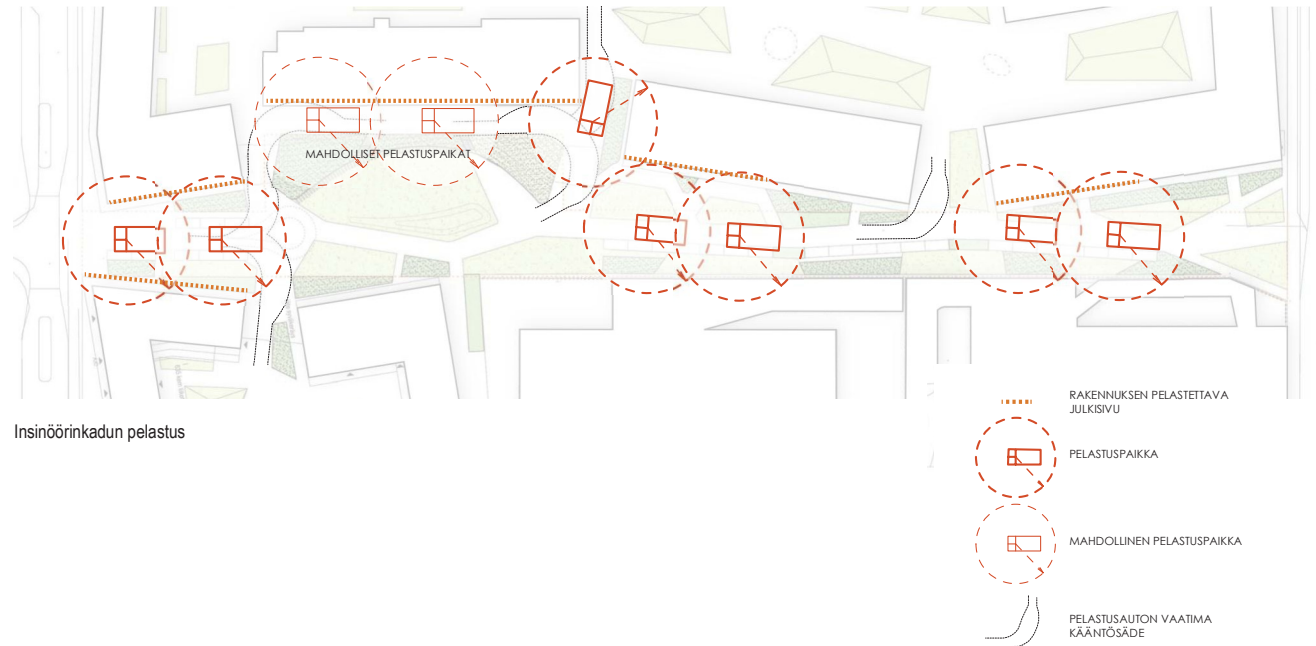 MAHDOLLISET PELASTUSPAIKAT
Insinöörinkadun pelastus
RAKENNUKSEN PELASTETTAVA
JULKISIVU
PELASTUSPAIKKA
MAHDOLLINEN PELASTUSPAIKKA
PELASTUSAUTON VAATIMA
KÄÄNTÖSÄDE